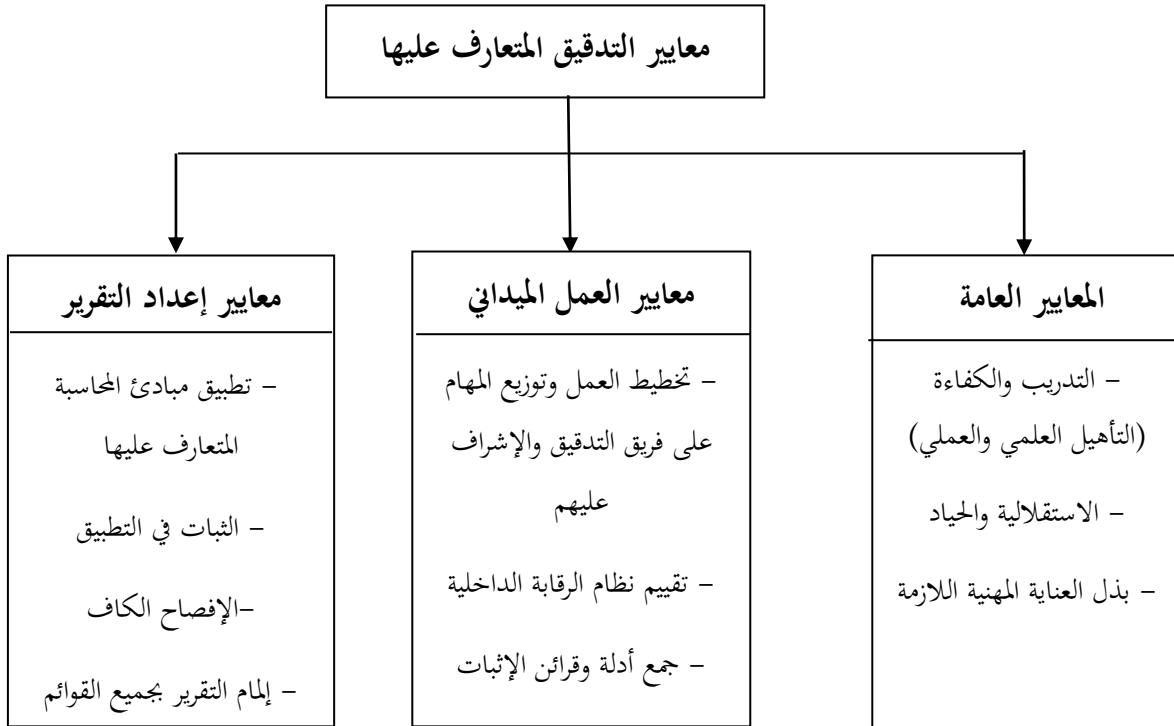 معايير التدقيق المتعارف عليها
المعايير العامة
– التدريب والكفاءة
(التأهيل العلمي والعملي)
– الاستقلالية والحياد
– بذل العناية المهنية اللازمة
معايير العمل الميداني
– تخطيط العمل وتوزيع المهام
على فريق التدقيق والإشراف
عليهم
– تقييم نظام الرقابة الداخلية
– جمع أدلة وقرائن الإثبات
معايير إعداد التقرير
– تطبيق مبادئ المحاسبة
المتعارف عليها
– الثبات في التطبيق
–الإفصاح الكاف
– إلمام التقرير بجميع القوائم